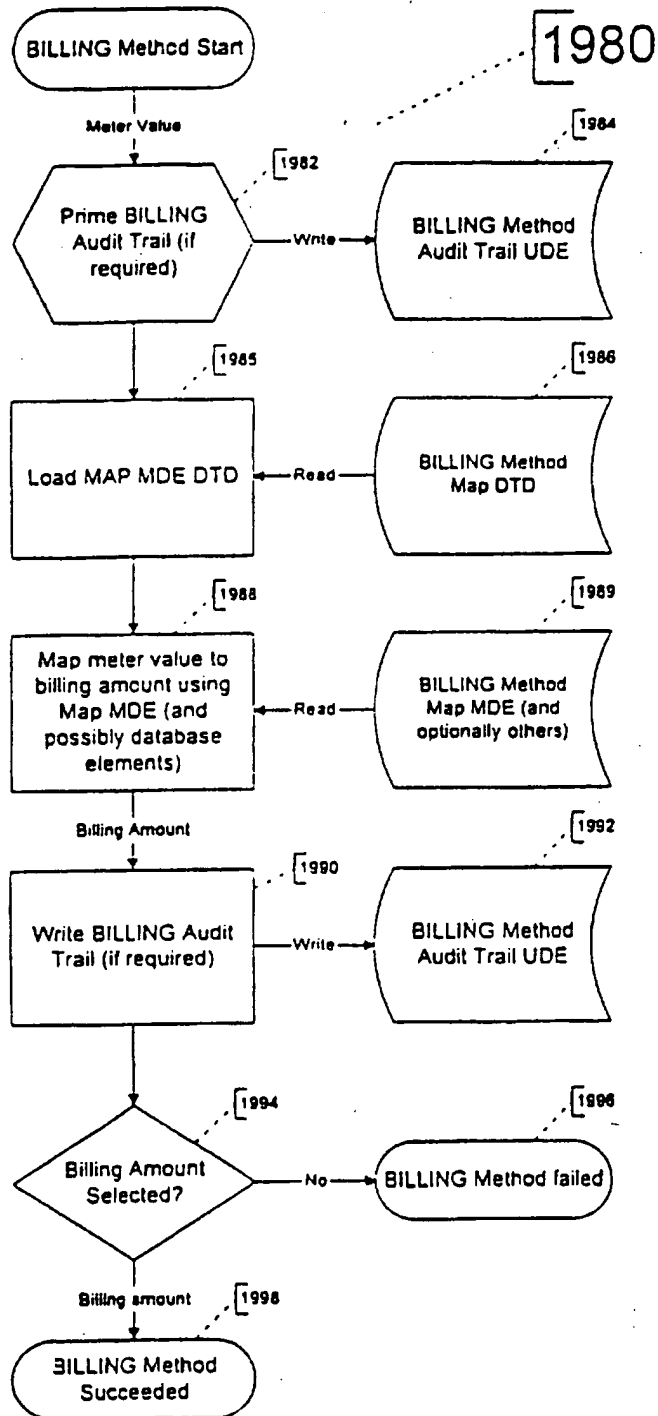 BILLING Method Start
1980
Meter Value
1982
1984
Prime BILLING
Audit Trail (if
required)
Write
BILLING Method
Audit Trail UDE
1985
1986
Load MAP MDE DTD
Read
BILLING Method
Map DTD
1988
1989
Map meter value to
billing amount using
Map MDE (and
possibly database
elements)
Read
BILLING Method
Map MDE (and
optionally others)
Billing Amount
1990
1992
Write BILLING Audit
Trail (if required)
Write
BILLING Method
Audit Trail UDE
1994
1996
Billing Amount
Selected?
No
BILLING Method failed
Billing amount
1998
BILLING Method
Succeeded